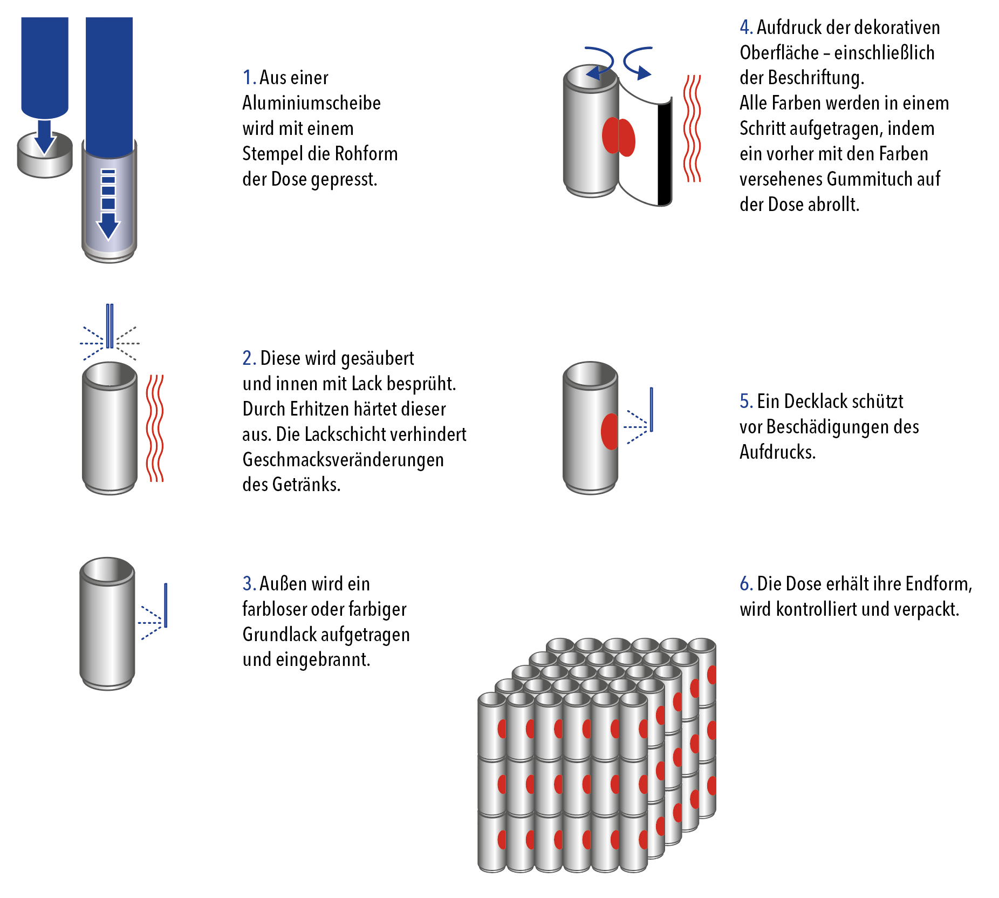 1. Aus einer
Aluminiumscheibe
wird mit einem
Stempel die Rohform
der Dose gepresst.
2. Diese wird gesäubert
und innen mit Lack besprüht.
Durch Erhitzen härtet dieser
aus. Die Lackschicht verhindert
Geschmacksveränderungen
des Getränks.
3. Außen wird ein
farbloser oder farbiger
Grundlack aufgetragen
und eingebrannt.
4. Aufdruck der dekorativen
Oberfläche – einschließlich
der Beschriftung.
Alle Farben werden in einem
Schritt aufgetragen, indem
ein vorher mit den Farben
versehenes Gummituch auf
der Dose abrollt.
5. Ein Decklack schützt
vor Beschädigungen des
Aufdrucks.
6. Die Dose erhält ihre Endform,
wird kontrolliert und verpackt.